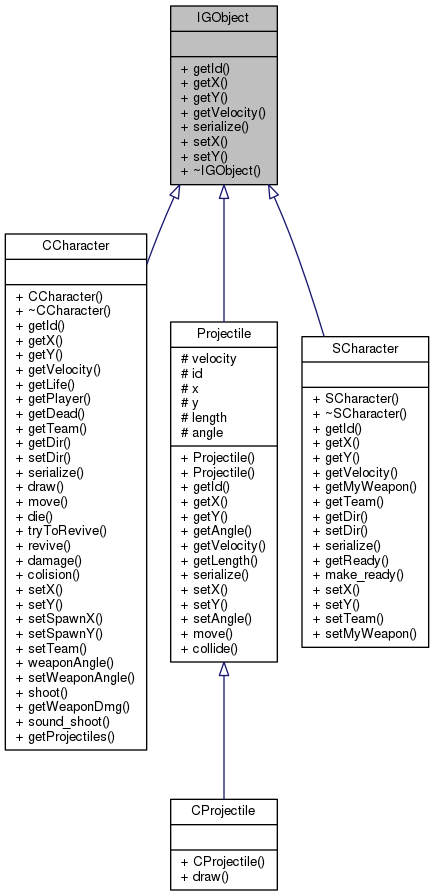 IGObject
+ getId()
+ getX()
+ getY()
+ getVelocity()
+ serialize()
+ setX()
+ setY()
+ ~IGObject()
CCharacter
+ CCharacter()
+ ~CCharacter()
+ getId()
+ getX()
+ getY()
+ getVelocity()
+ getLife()
+ getPlayer()
+ getDead()
+ getTeam()
+ getDir()
+ setDir()
+ serialize()
+ draw()
+ move()
+ die()
+ tryToRevive()
+ revive()
+ damage()
+ colision()
+ setX()
+ setY()
+ setSpawnX()
+ setSpawnY()
+ setTeam()
+ weaponAngle()
+ setWeaponAngle()
+ shoot()
+ getWeaponDmg()
+ sound_shoot()
+ getProjectiles()
Projectile
# velocity
# id
# x
# y
# length
# angle
+ Projectile()
+ Projectile()
+ getId()
+ getX()
+ getY()
+ getAngle()
+ getVelocity()
+ getLength()
+ serialize()
+ setX()
+ setY()
+ setAngle()
+ move()
+ collide()
SCharacter
+ SCharacter()
+ ~SCharacter()
+ getId()
+ getX()
+ getY()
+ getVelocity()
+ getMyWeapon()
+ getTeam()
+ getDir()
+ setDir()
+ serialize()
+ getReady()
+ make_ready()
+ setX()
+ setY()
+ setTeam()
+ setMyWeapon()
CProjectile
+ CProjectile()
+ draw()